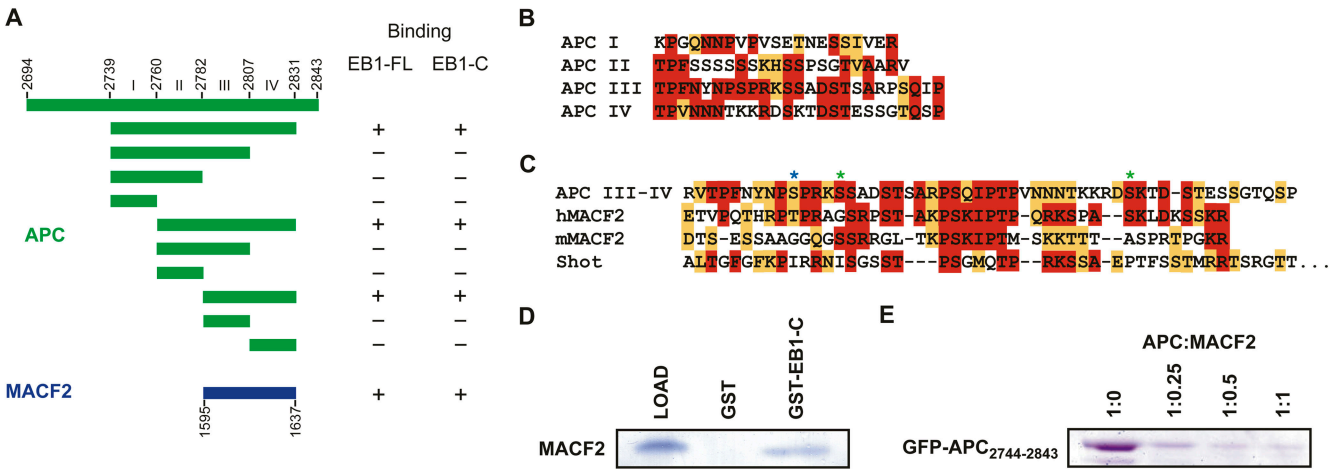 A
Binding
EB1-FL EB1-C
2694 2739 2760 2782 2807 2831 2843
I II III IV
+ +
– –
– –
– –
+ +
– –
– –
+ +
– –
– –
APC
MACF2 + +
1595 1637
B
APC I KPGQNNPVPVSETNESSIVER
APC II TPFSSSSSSKHSSPSGTVAARV
APC III TPFNYNPSPRKSSADSTSARPSQIP
APC IV TPVNNNTKKRDSKTDSTESSGTQSP
C
* * *
APC III-IV RVTPFNYNPSPRKSSADSTSARPSQIPTPVNNNTKKRDSKTD-STESSGTQSP
hMACF2 ETVPQTHRPTPRAGSRPST-AKPSKIPTP-QRKSPA--SKLDKSSKR
mMACF2 DTS-ESSAAGGQGSSRRGL-TKPSKIPTM-SKKTTT--ASPRTPGKR
Shot ALTGFGFKPIRRNISGSST---PSGMQTP--RKSSA-EPTFSSTMRRTSRGTT...
D
LOAD GST GST-EB1-C
MACF2
E
APC:MACF2
1:0 1:0.25 1:0.5 1:1
GFP-APC2744-2843